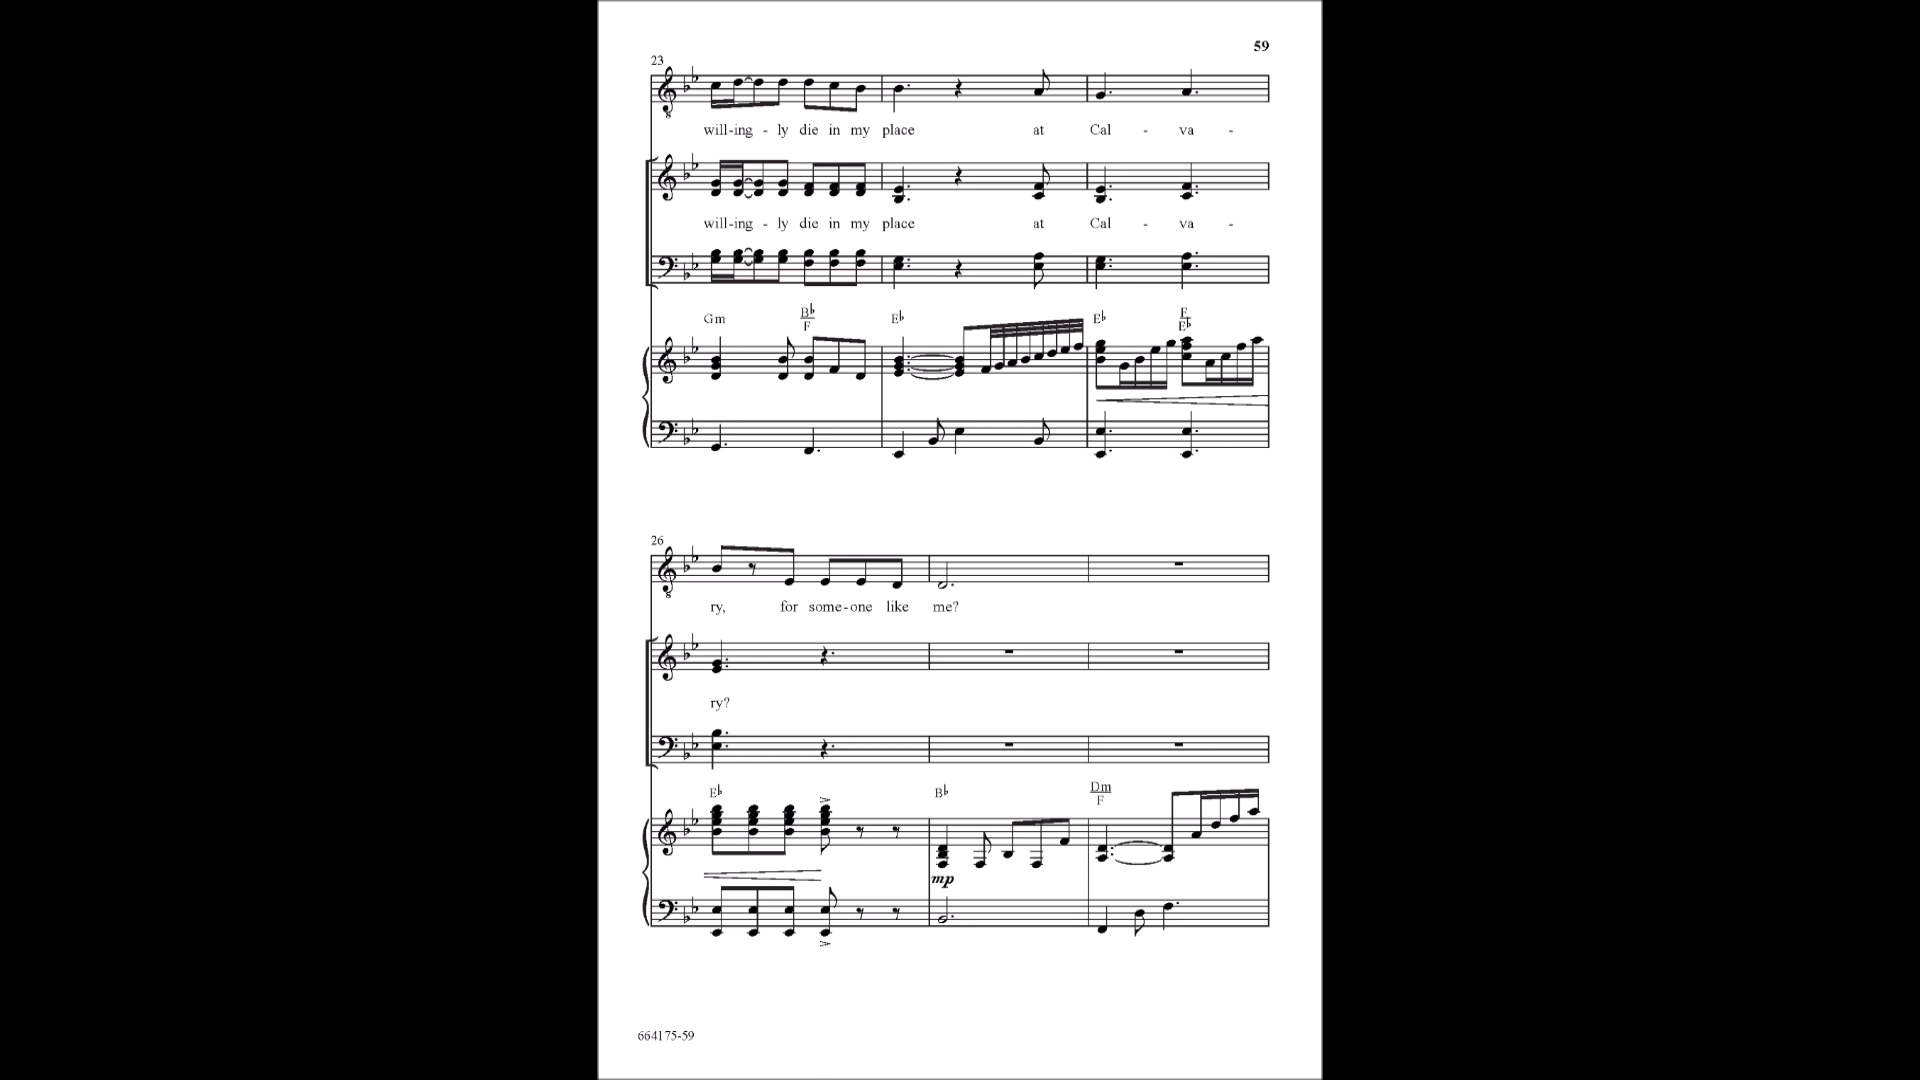 59
23
will-ing - ly die in my place at Cal - va -
will-ing - ly die in my place at Cal - va -
Gm B♭/F E♭ E♭ F/E♭
26
ry, for some-one like me?
ry?
E♭ B♭ Dm/F
mp
664175-59